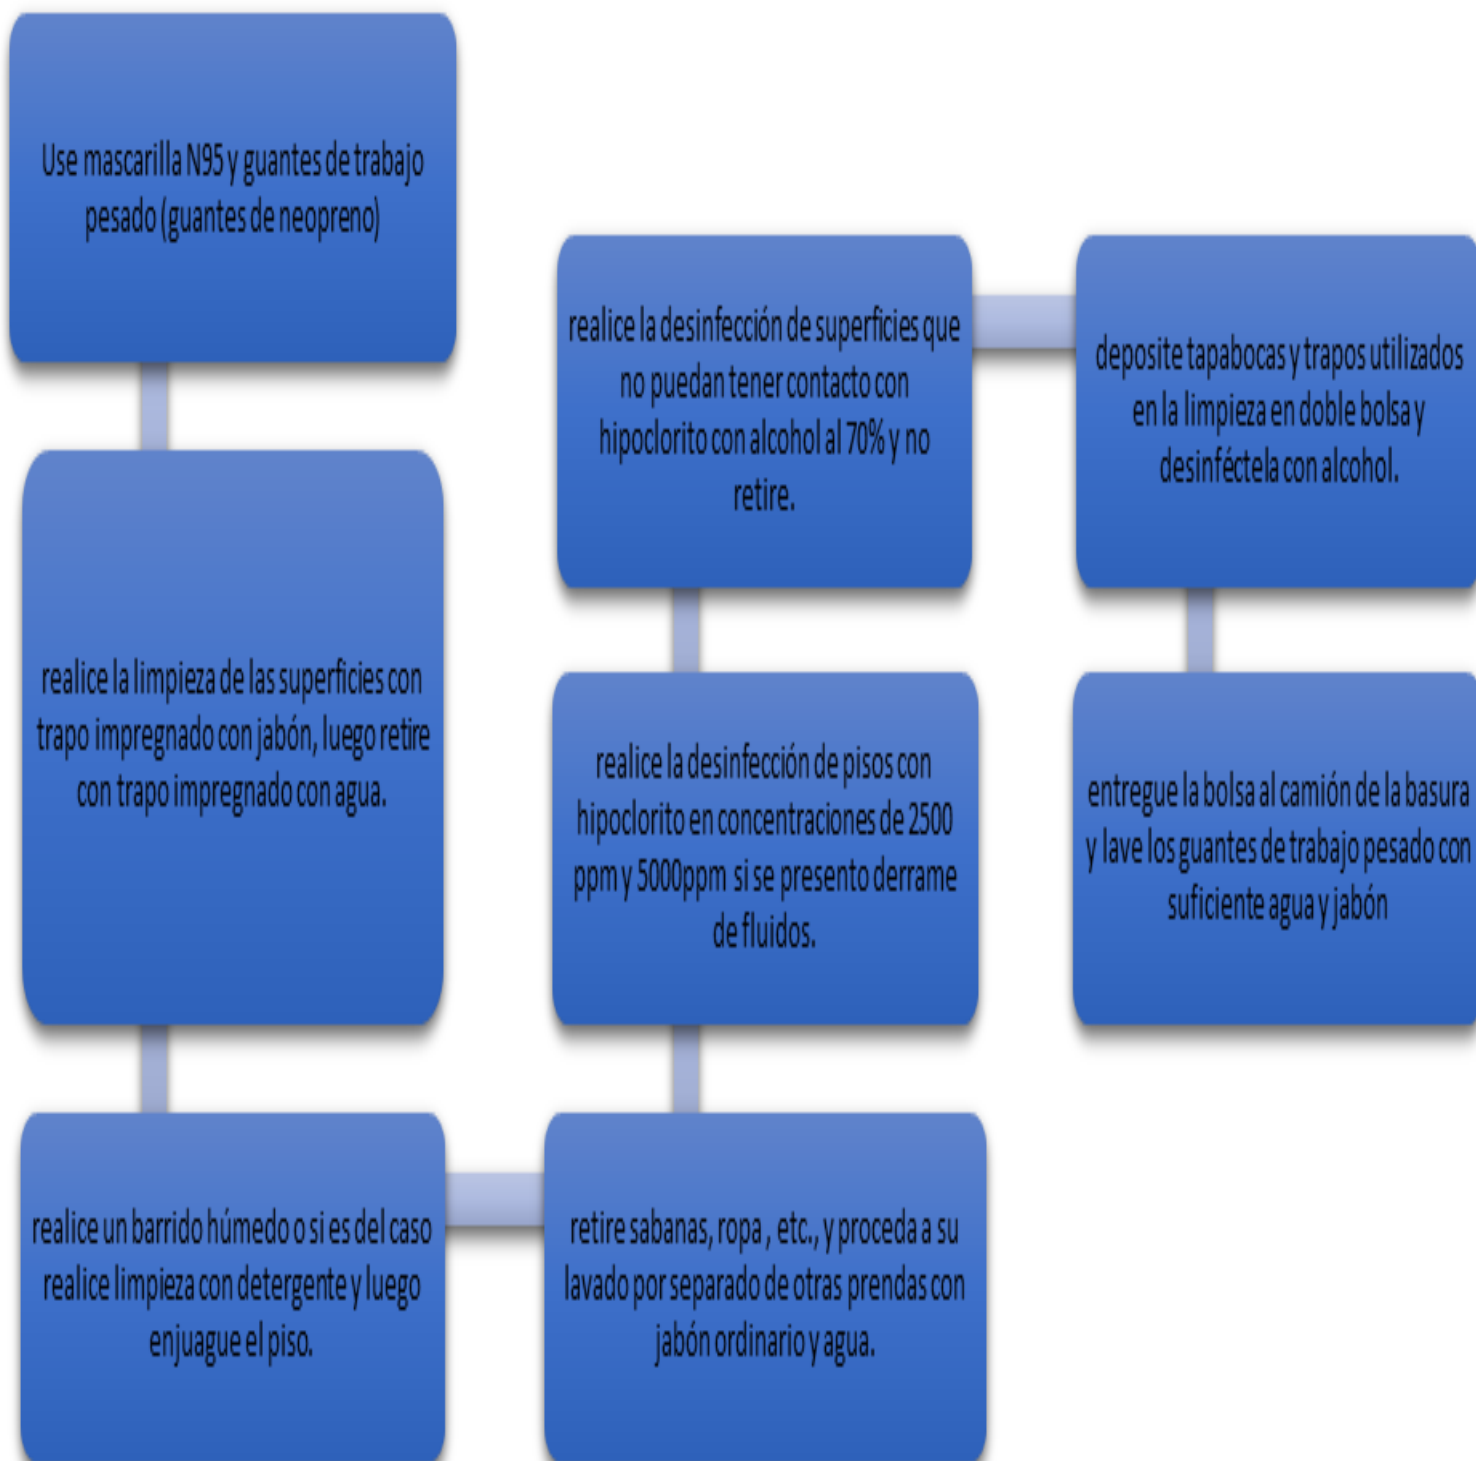 Use mascarilla N95 y guantes de trabajo
pesado (guantes de neopreno)
realice la limpieza de las superficies con
trapo impregnado con jabón, luego retire
con trapo impregnado con agua.
realice un barrido húmedo o si es del caso
realice limpieza con detergente y luego
enjuague el piso.
retire sabanas, ropa , etc., y proceda a su
lavado por separado de otras prendas con
jabón ordinario y agua.
realice la desinfección de pisos con
hipoclorito en concentraciones de 2500
ppm y 5000ppm si se presento derrame
de fluidos.
realice la desinfección de superficies que
no puedan tener contacto con
hipoclorito con alcohol al 70% y no
retire.
deposite tapabocas y trapos utilizados
en la limpieza en doble bolsa y
desinféctela con alcohol.
entregue la bolsa al camión de la basura
y lave los guantes de trabajo pesado con
suficiente agua y jabón